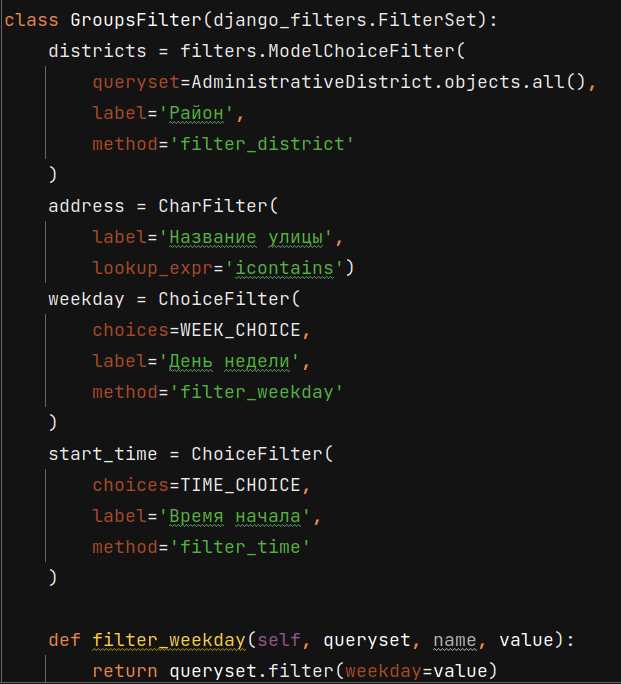 class GroupsFilter(django_filters.FilterSet):
    districts = filters.ModelChoiceFilter(
        queryset=AdministrativeDistrict.objects.all(),
        label='Район',
        method='filter_district'
    )
    address = CharFilter(
        label='Название улицы',
        lookup_expr='icontains')
    weekday = ChoiceFilter(
        choices=WEEK_CHOICE,
        label='День недели',
        method='filter_weekday'
    )
    start_time = ChoiceFilter(
        choices=TIME_CHOICE,
        label='Время начала',
        method='filter_time'
    )

    def filter_weekday(self, queryset, name, value):
        return queryset.filter(weekday=value)